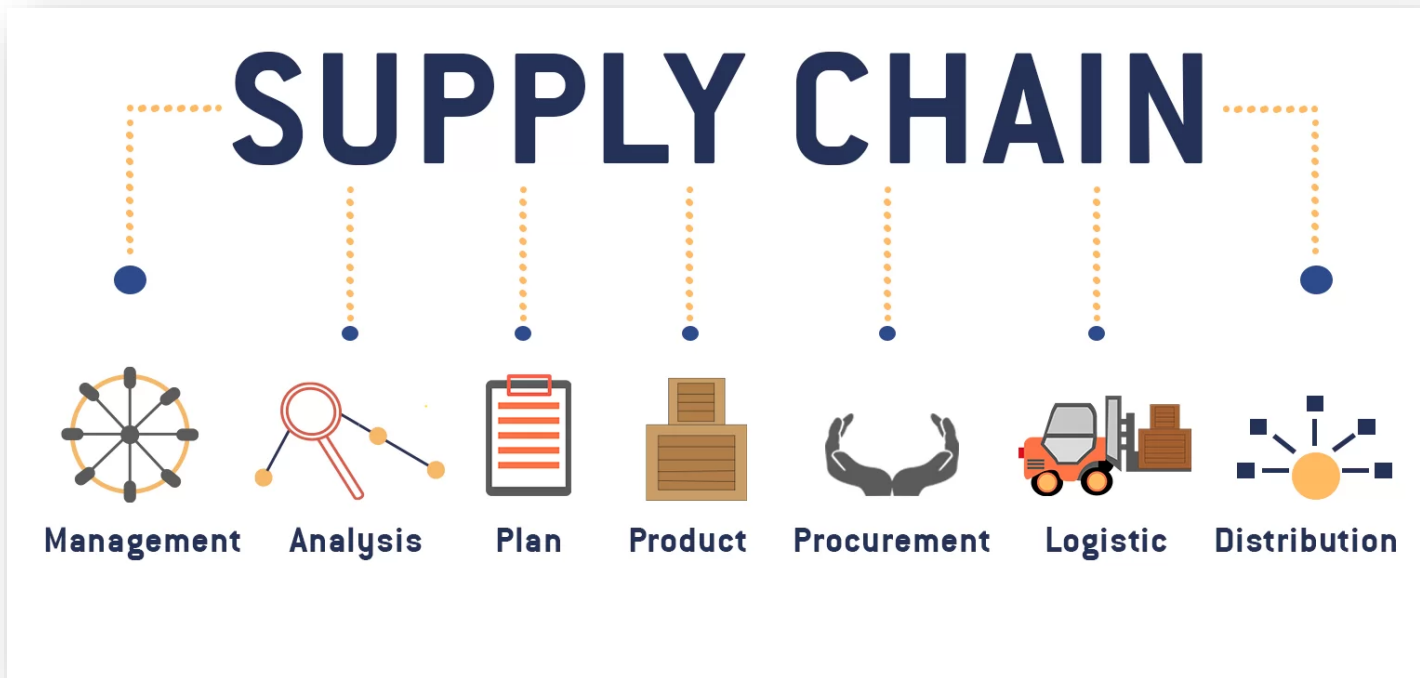 SUPPLY CHAIN
Management Analysis Plan Product Procurement Logistic Distribution